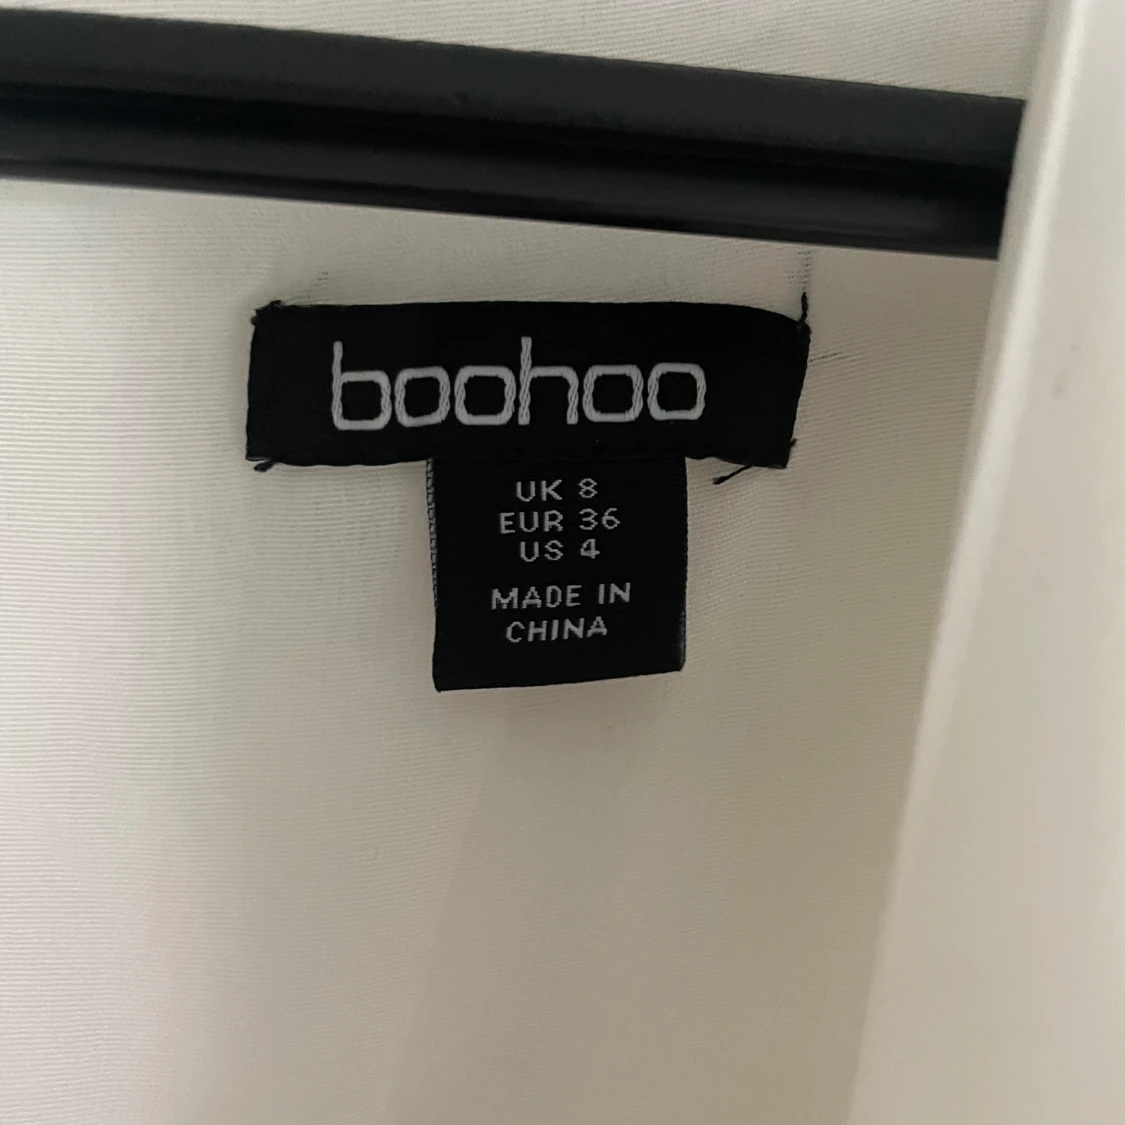 boohoo
UK 8
EUR 36
US 4
MADE IN
CHINA